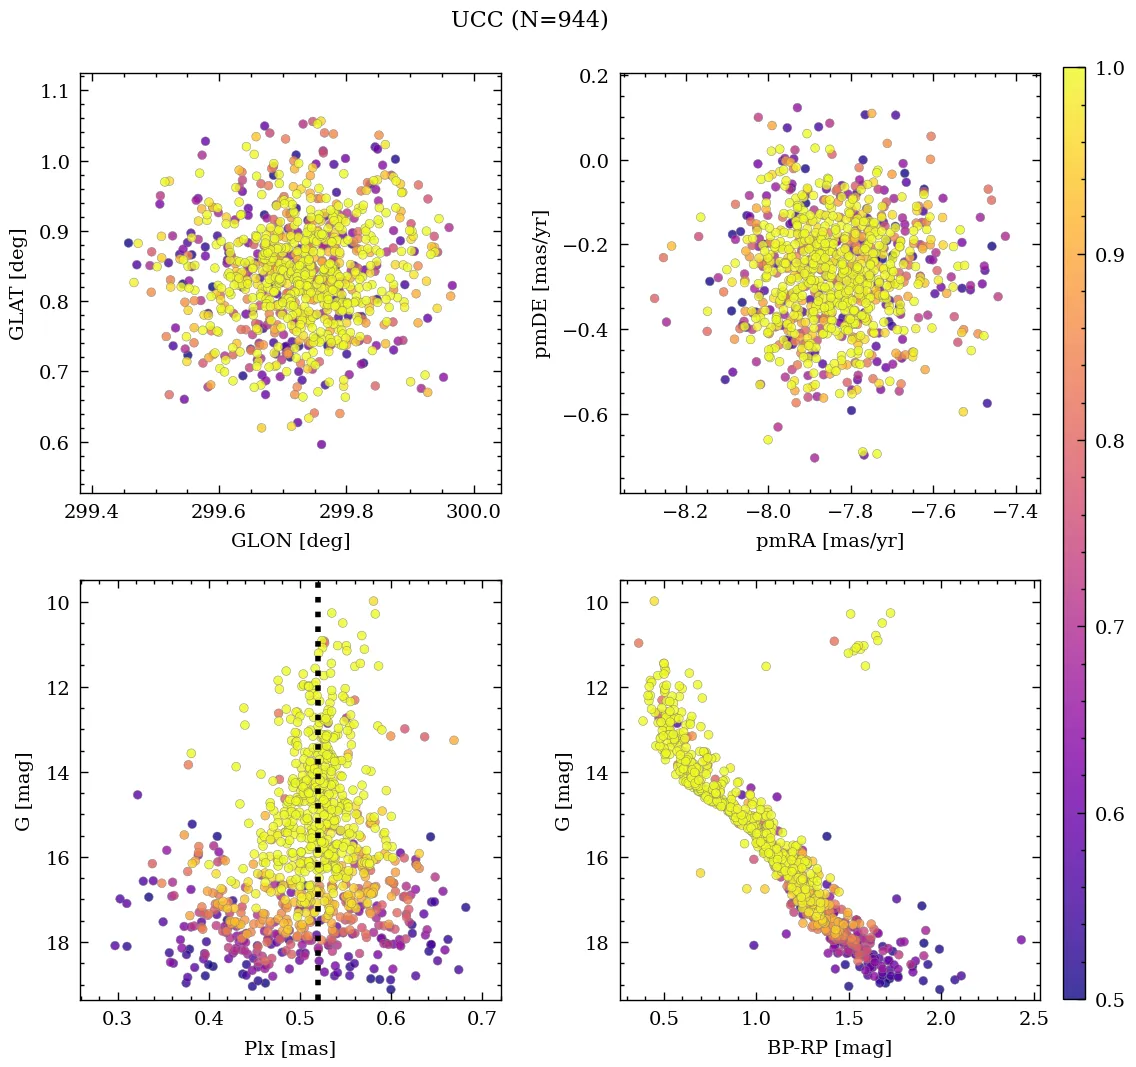 UCC (N=944)
1.1
1.0
0.9
0.8
0.7
0.6
GLAT [deg]
299.4 299.6 299.8 300.0
GLON [deg]
0.2
0.0
−0.2
−0.4
−0.6
pmDE [mas/yr]
−8.2 −8.0 −7.8 −7.6 −7.4
pmRA [mas/yr]
10
12
14
16
18
G [mag]
0.3 0.4 0.5 0.6 0.7
Plx [mas]
10
12
14
16
18
G [mag]
0.5 1.0 1.5 2.0 2.5
BP-RP [mag]
1.0
0.9
0.8
0.7
0.6
0.5